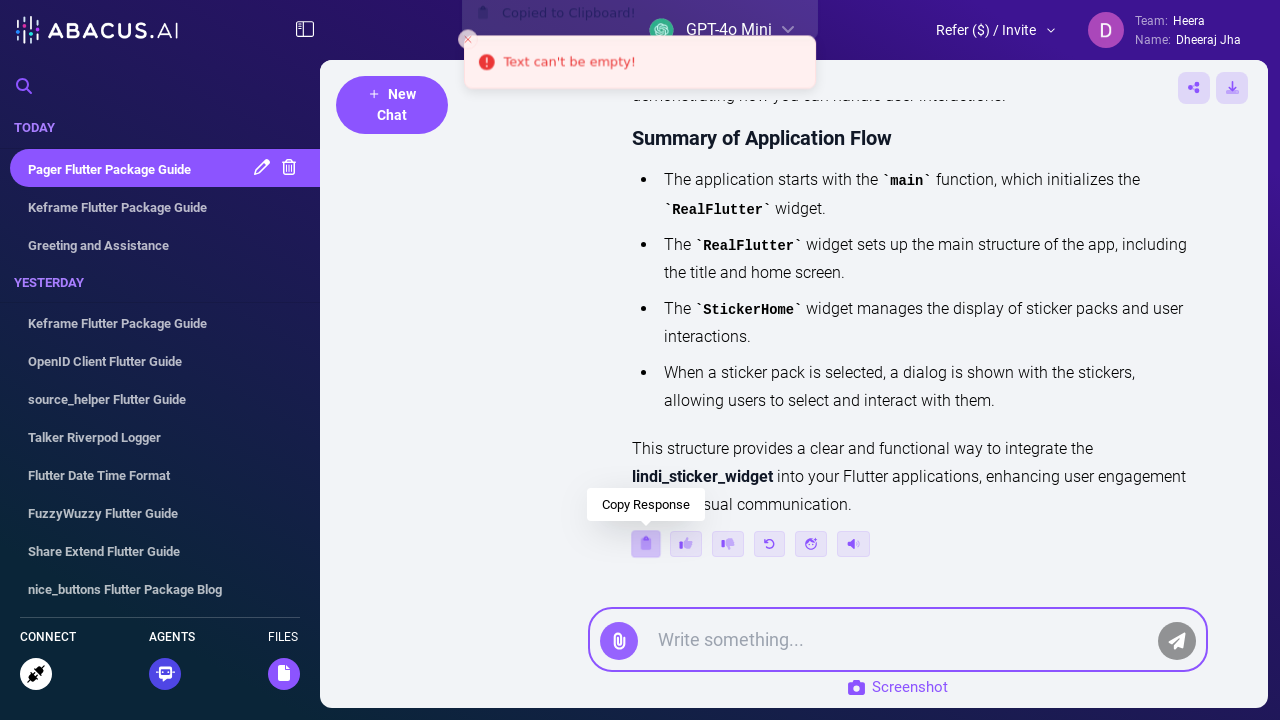 ABACUS.AI
Copied to Clipboard!
GPT-4o Mini
Text can't be empty!
Refer ($) / Invite
D
Team: Heera
Name: Dheeraj Jha
TODAY
Pager Flutter Package Guide
Keframe Flutter Package Guide
Greeting and Assistance
YESTERDAY
Keframe Flutter Package Guide
OpenID Client Flutter Guide
source_helper Flutter Guide
Talker Riverpod Logger
Flutter Date Time Format
FuzzyWuzzy Flutter Guide
Share Extend Flutter Guide
nice_buttons Flutter Package Blog
CONNECT
AGENTS
FILES
+ New
Chat
demonstrating how you can handle user interactions.
Summary of Application Flow
• The application starts with the `main` function, which initializes the
`RealFlutter` widget.
• The `RealFlutter` widget sets up the main structure of the app, including
the title and home screen.
• The `StickerHome` widget manages the display of sticker packs and user
interactions.
• When a sticker pack is selected, a dialog is shown with the stickers,
allowing users to select and interact with them.
This structure provides a clear and functional way to integrate the
lindi_sticker_widget into your Flutter applications, enhancing user engagement
sual communication.
Copy Response
Write something...
Screenshot